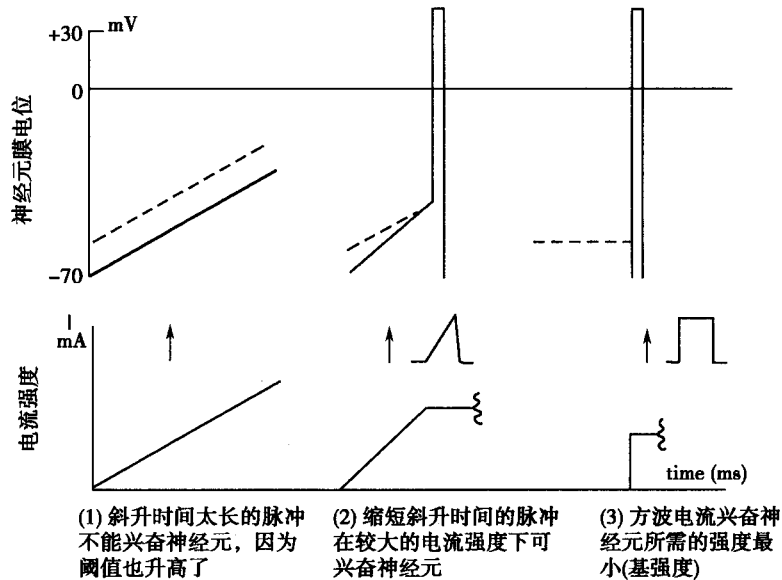 +30
mV
0
神经元膜电位
-70
I
mA
电流强度
time (ms)
(1) 斜升时间太长的脉冲
不能兴奋神经元，因为
阈值也升高了
(2) 缩短斜升时间的脉冲
在较大的电流强度下可
兴奋神经元
(3) 方波电流兴奋神
经元所需的强度最
小(基强度)